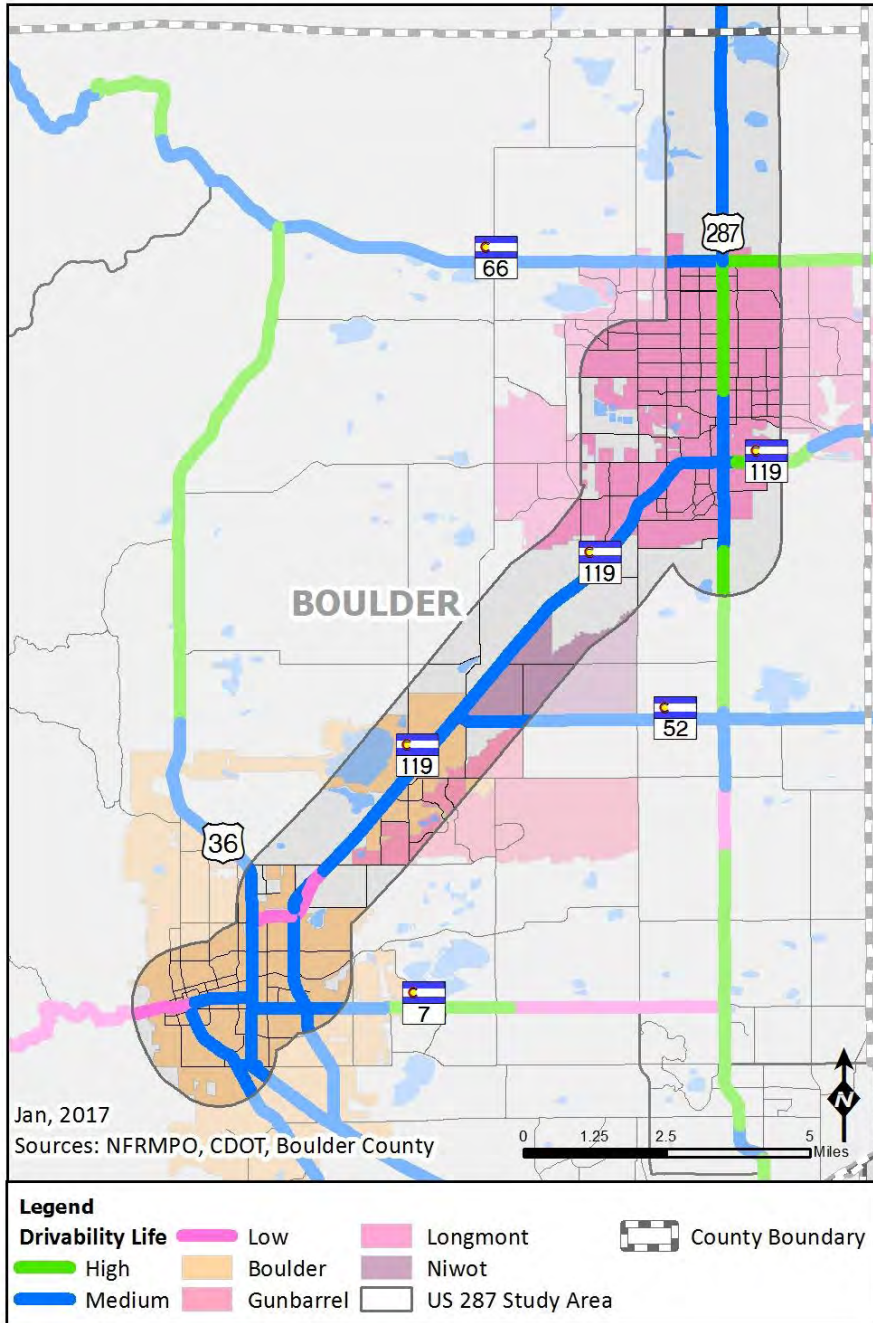 287
66
119
119
BOULDER
52
119
36
7
N
Jan, 2017
Sources: NFRMPO, CDOT, Boulder County
0 1.25 2.5 5
Miles
Legend
Drivability Life Low Longmont County Boundary
High Boulder Niwot
Medium Gunbarrel US 287 Study Area